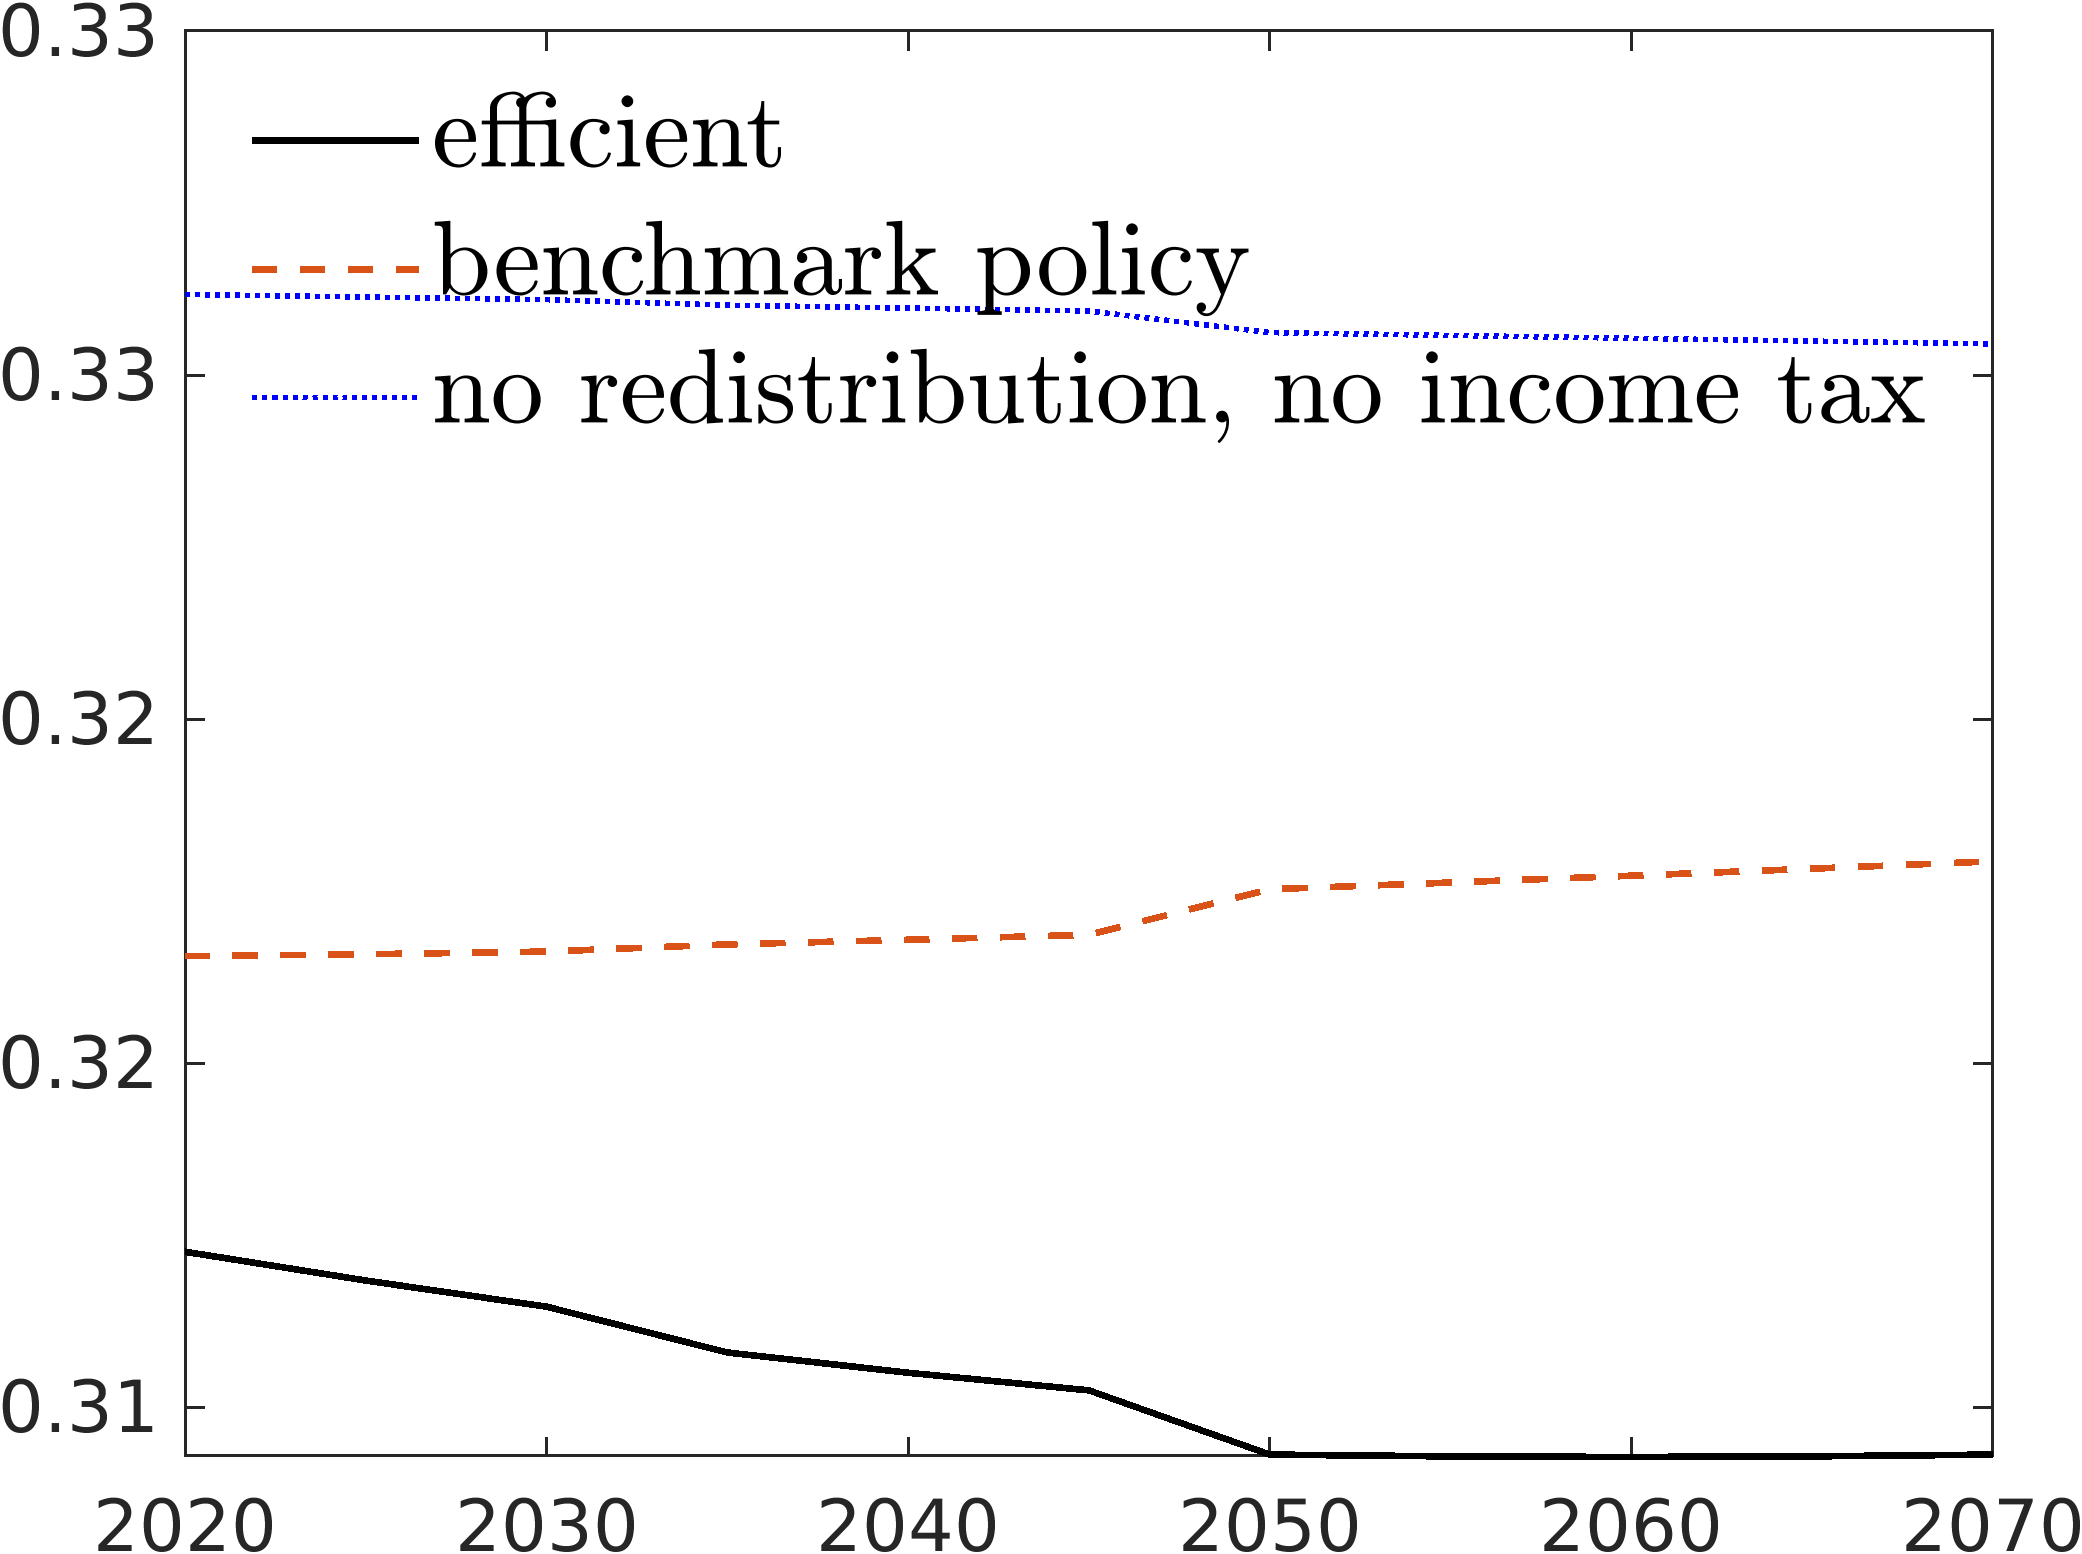 0.33
efficient
benchmark policy
0.33
no redistribution, no income tax
0.32
0.32
0.31
2020 2030 2040 2050 2060 2070